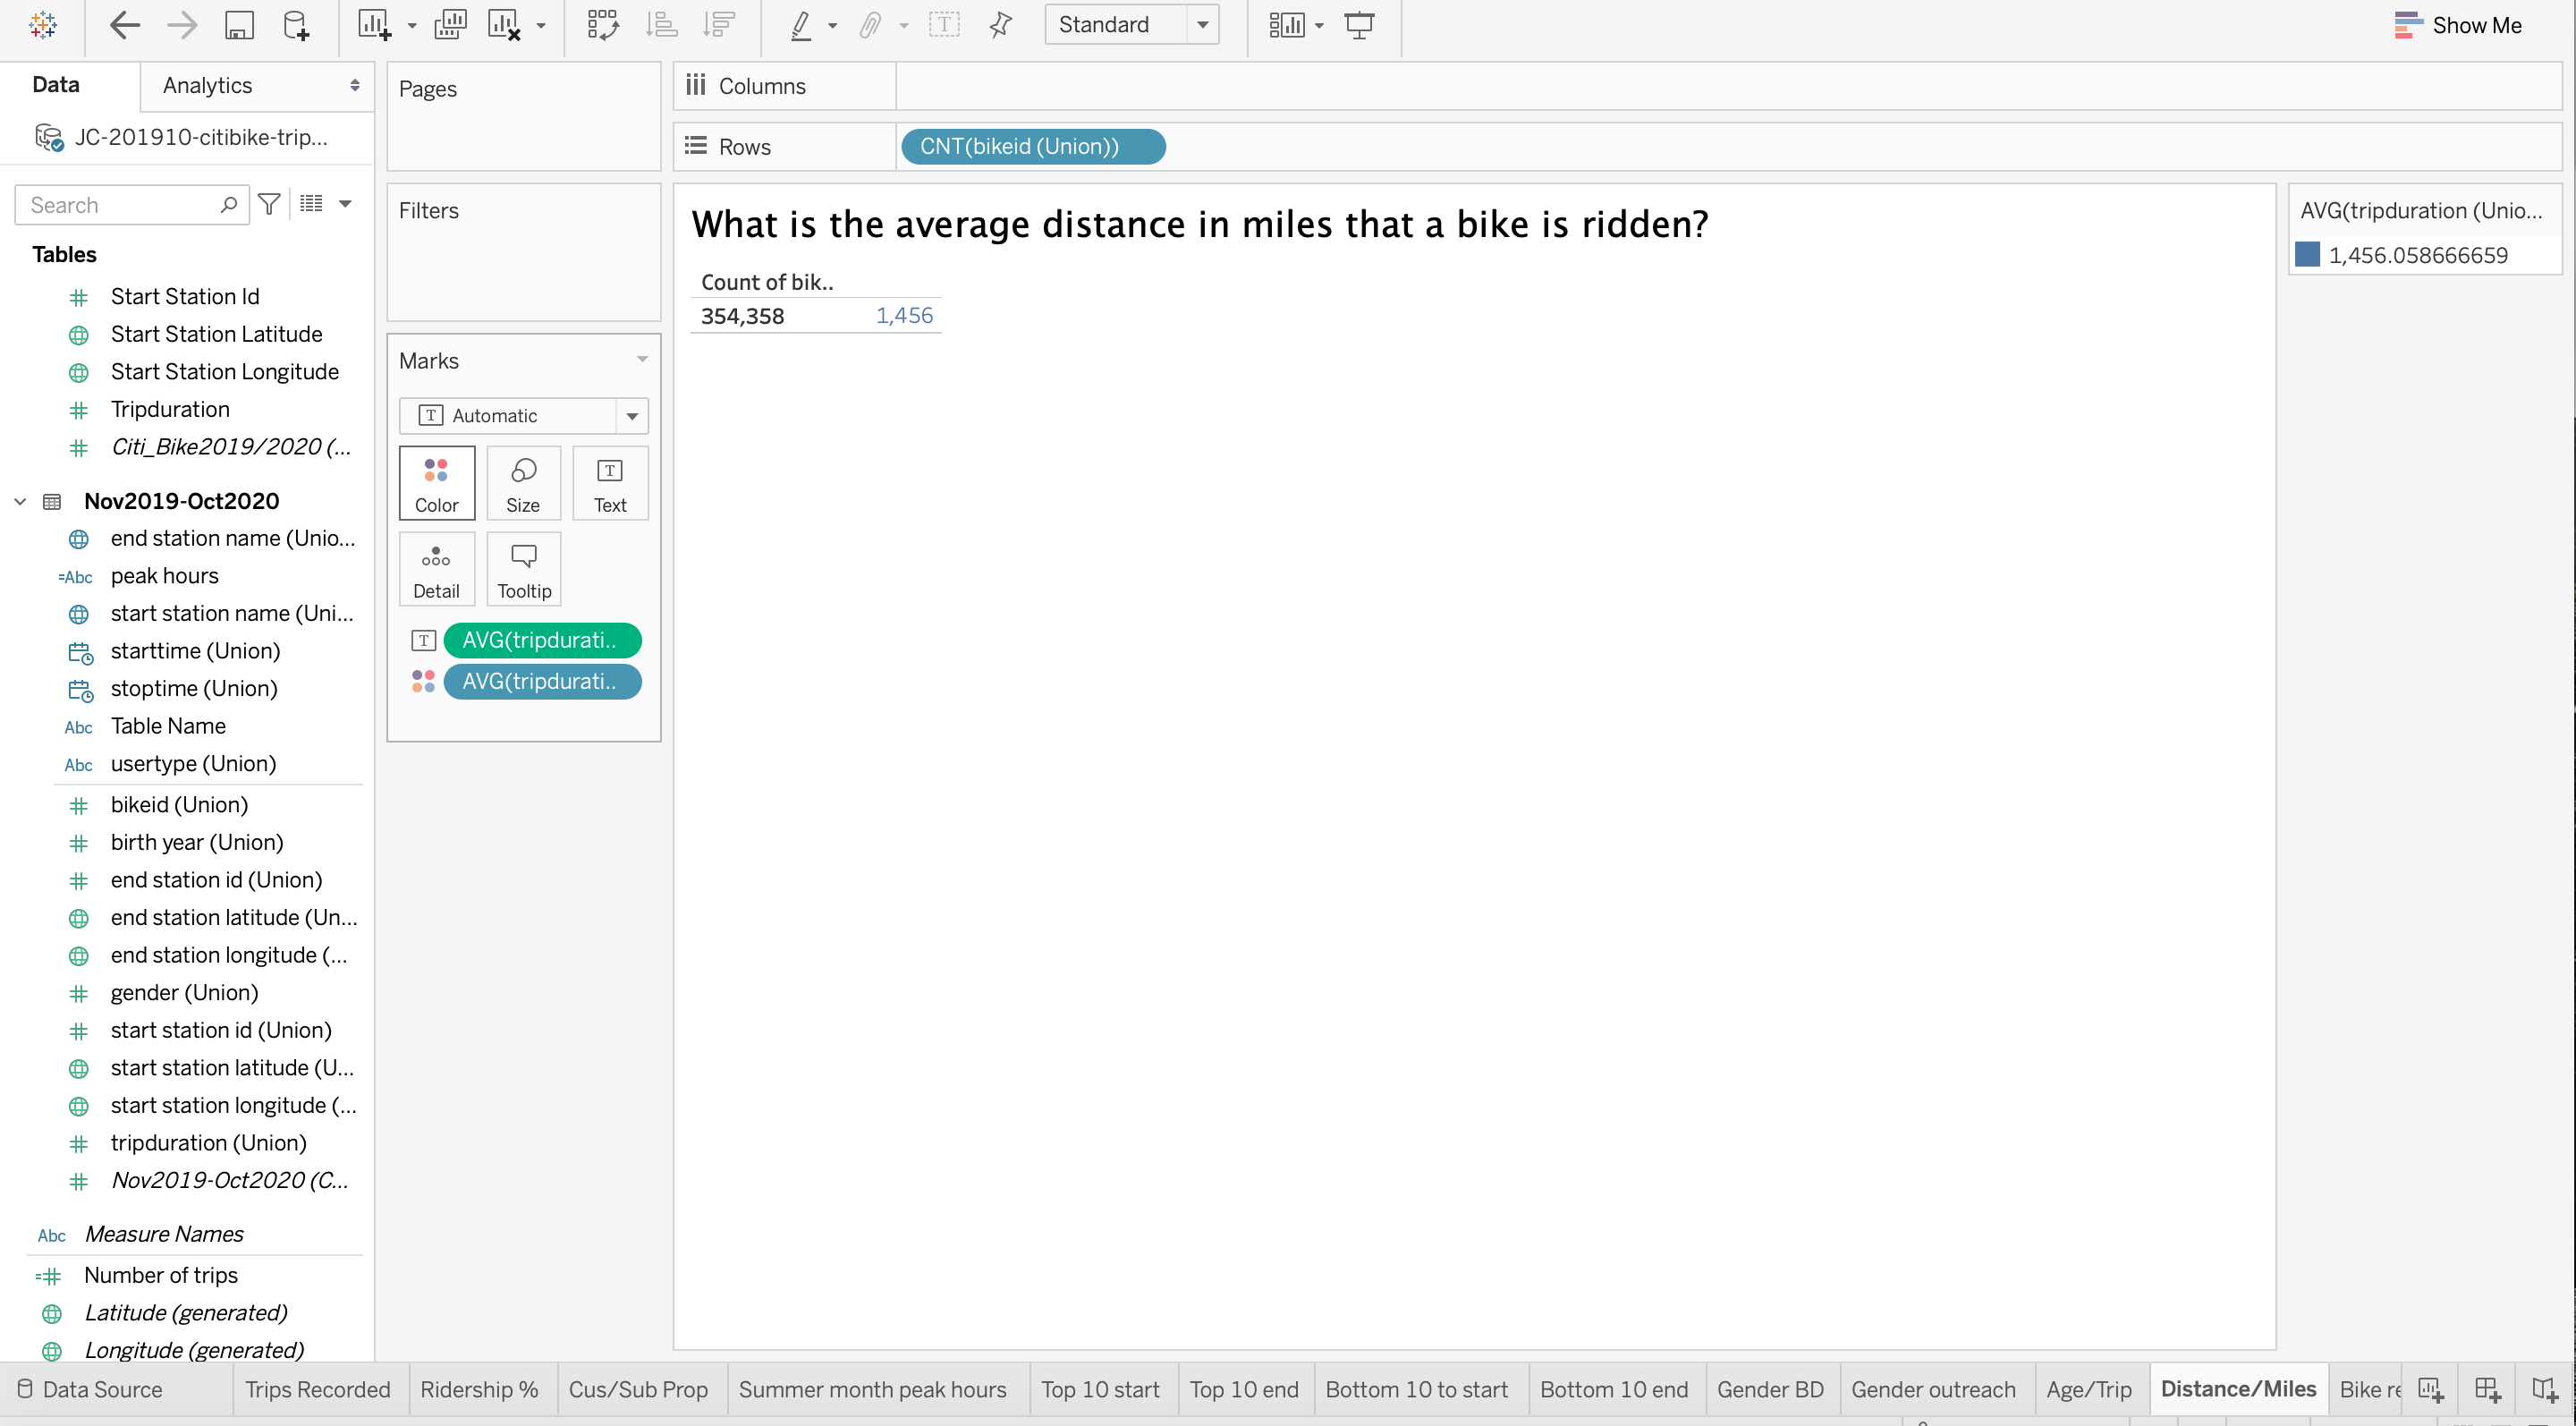 Standard
Show Me
Data
Analytics
JC-201910-citibike-trip...
Search
Tables
Start Station Id
Start Station Latitude
Start Station Longitude
Tripduration
Citi_Bike2019/2020 (...
Nov2019-Oct2020
end station name (Unio...
=Abc peak hours
start station name (Uni...
starttime (Union)
stoptime (Union)
Abc Table Name
Abc usertype (Union)
bikeid (Union)
birth year (Union)
end station id (Union)
end station latitude (Un...
end station longitude (...
gender (Union)
start station id (Union)
start station latitude (U...
start station longitude (...
tripduration (Union)
Nov2019-Oct2020 (C...
Abc Measure Names
=# Number of trips
Latitude (generated)
Longitude (generated)
Pages
Filters
Marks
T Automatic
Color
Size
T Text
Detail
Tooltip
T AVG(tripdurati..
AVG(tripdurati..
Columns
Rows
CNT(bikeid (Union))
What is the average distance in miles that a bike is ridden?
Count of bik..
354,358 1,456
AVG(tripduration (Unio...
1,456.058666659
Data Source
Trips Recorded
Ridership %
Cus/Sub Prop
Summer month peak hours
Top 10 start
Top 10 end
Bottom 10 to start
Bottom 10 end
Gender BD
Gender outreach
Age/Trip
Distance/Miles
Bike re